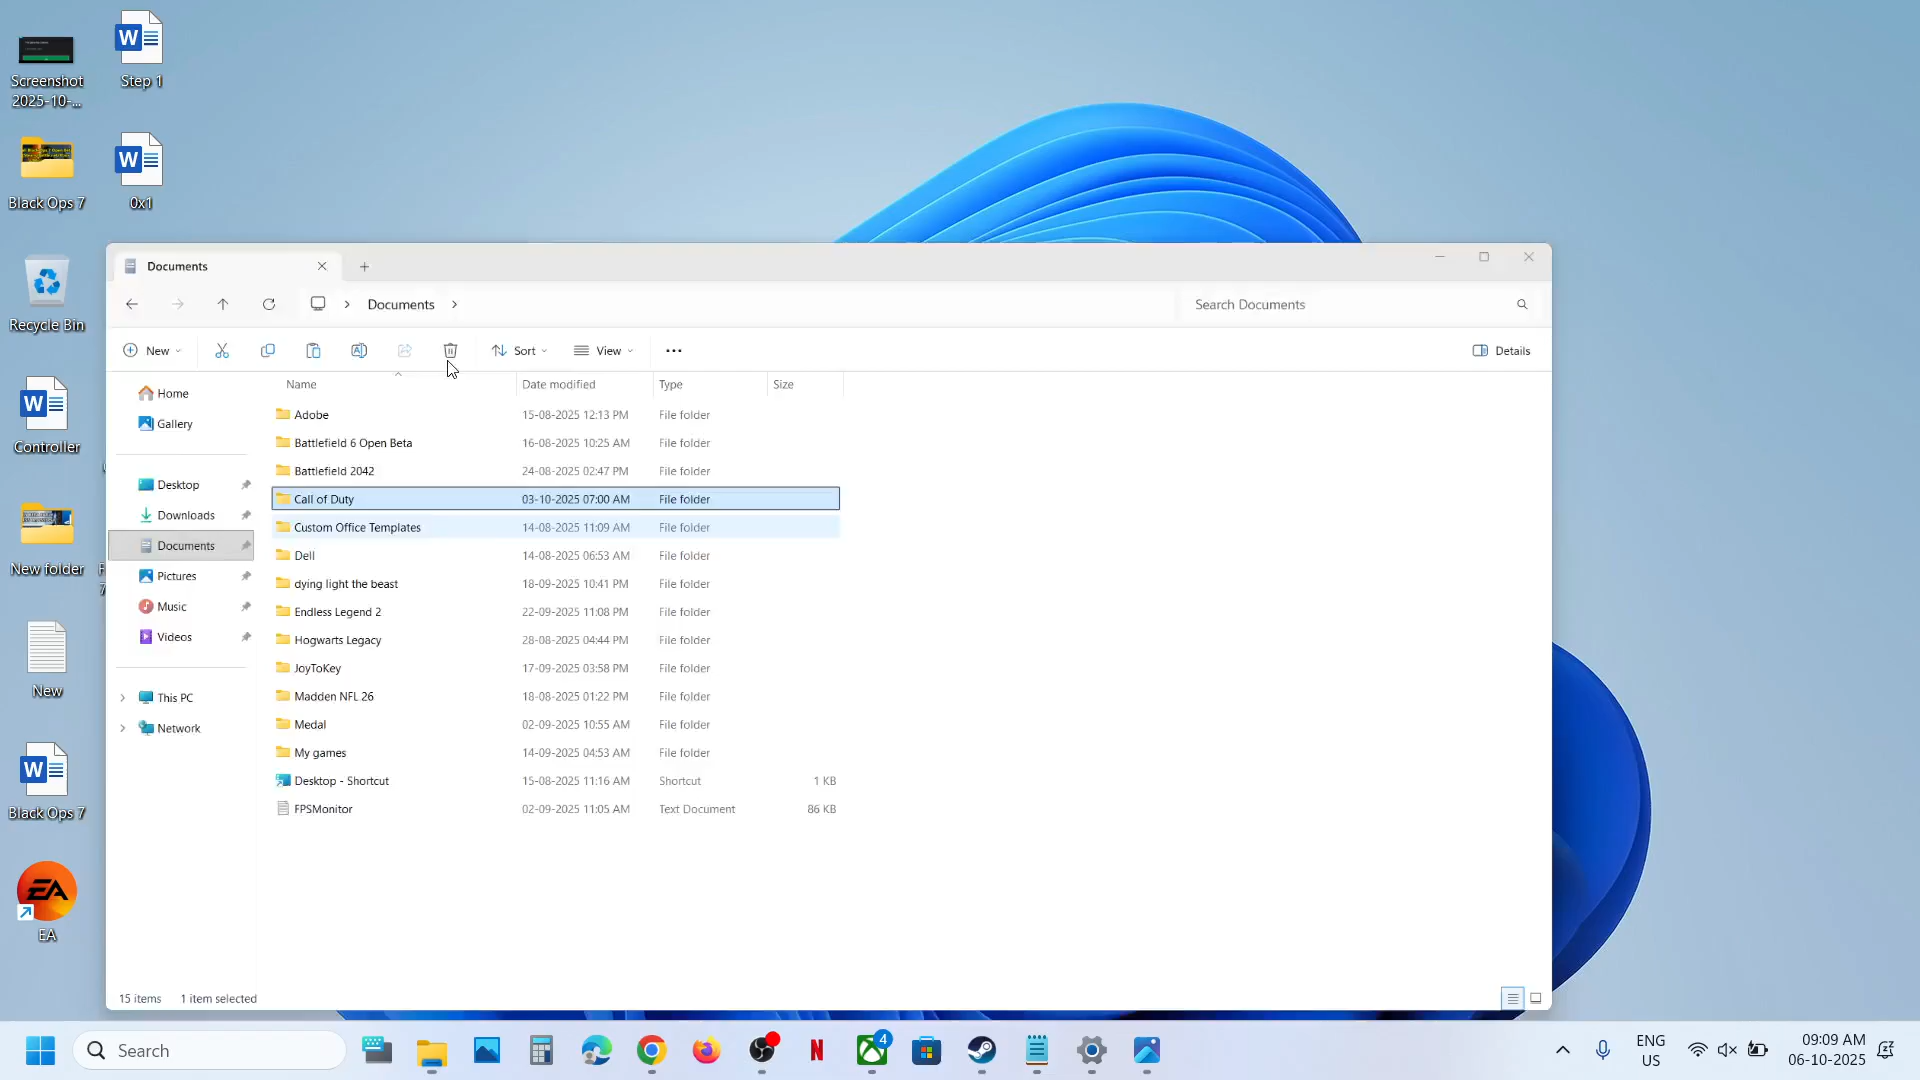 Screenshot
2025-10-...
Step 1
Black Ops 7
0x1
Recycle Bin
Controller
New folder
New
Black Ops 7
EA
EA
Documents
Documents
Search Documents
New
Sort
View
Details
Home
Gallery
Desktop
Downloads
Documents
Pictures
Music
Videos
This PC
Network
Name Date modified Type Size
Adobe 15-08-2025 12:13 PM File folder
Battlefield 6 Open Beta 16-08-2025 10:25 AM File folder
Battlefield 2042 24-08-2025 02:47 PM File folder
Call of Duty 03-10-2025 07:00 AM File folder
Custom Office Templates 14-08-2025 11:09 AM File folder
Dell 14-08-2025 06:53 AM File folder
dying light the beast 18-09-2025 10:41 PM File folder
Endless Legend 2 22-09-2025 11:08 PM File folder
Hogwarts Legacy 28-08-2025 04:44 PM File folder
JoyToKey 17-09-2025 03:58 PM File folder
Madden NFL 26 18-08-2025 01:22 PM File folder
Medal 02-09-2025 10:55 AM File folder
My games 14-09-2025 04:53 AM File folder
Desktop - Shortcut 15-08-2025 11:16 AM Shortcut 1 KB
FPSMonitor 02-09-2025 11:05 AM Text Document 86 KB
15 items 1 item selected
Search
4
ENG
US
09:09 AM
06-10-2025